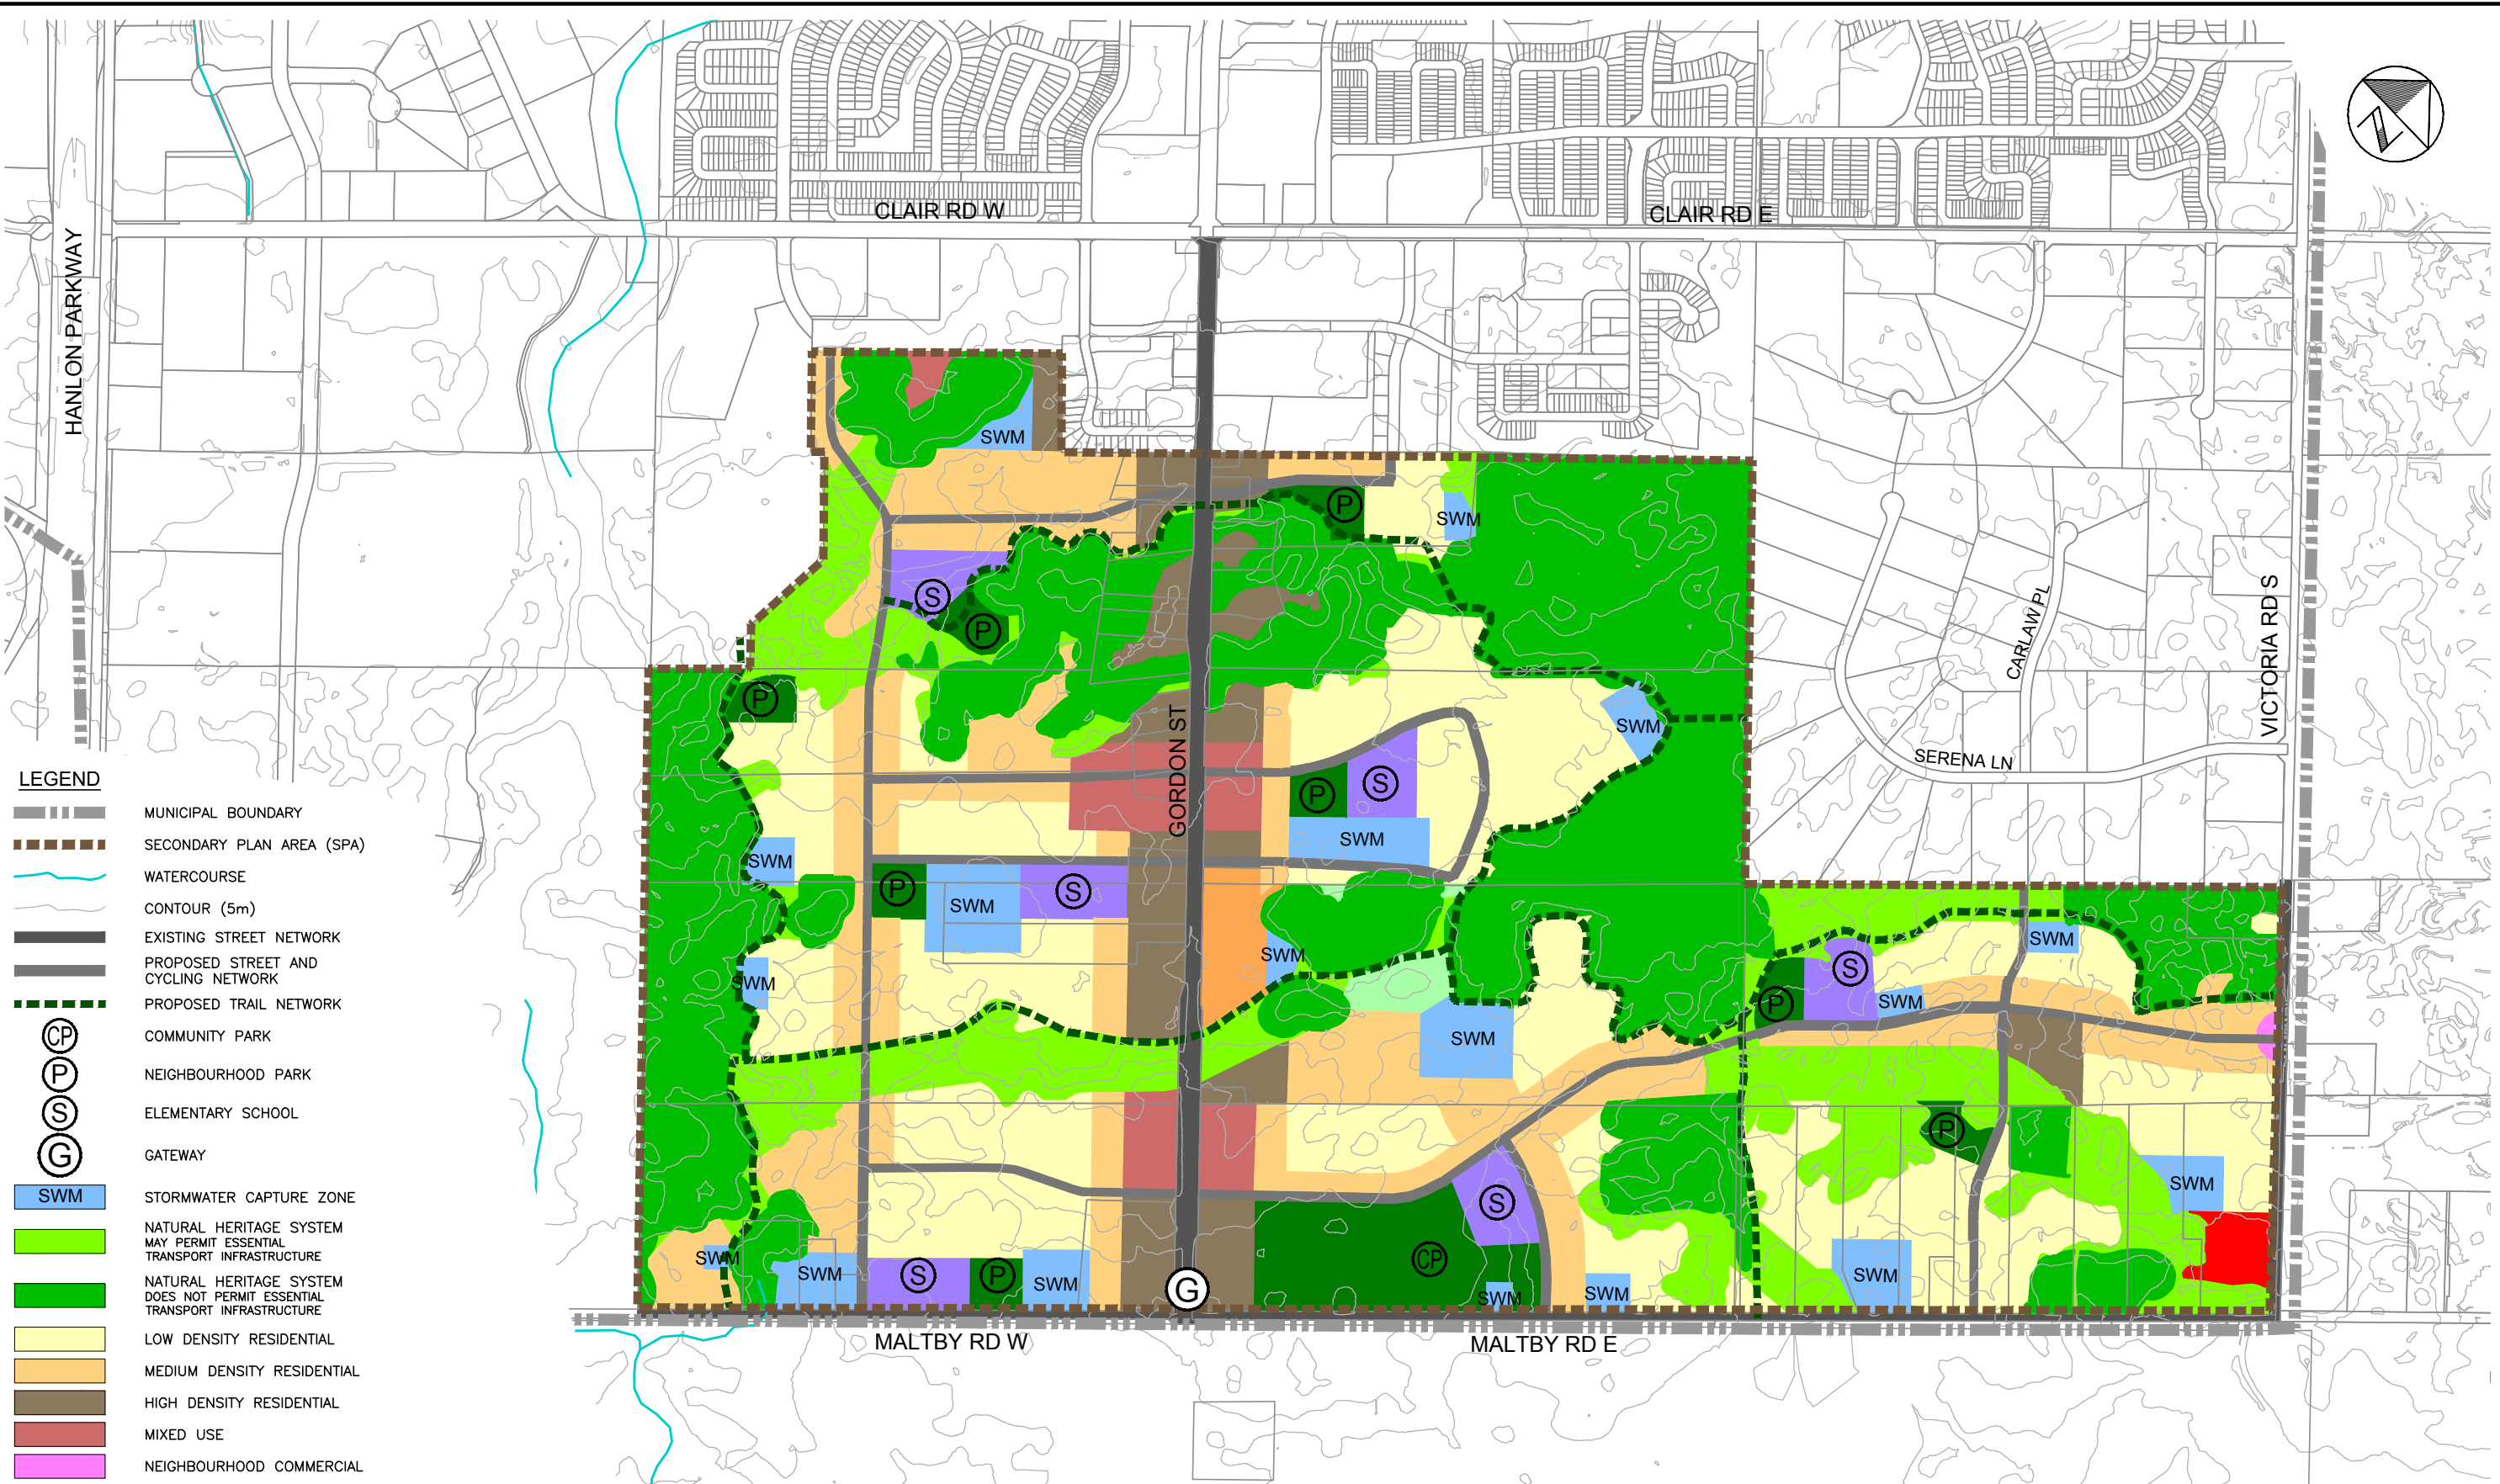 CLAIR RD W
CLAIR RD E
HANLON PARKWAY
N
SWM
P
SWM
S
P
CARLAW PL
VICTORIA RD S
P
GORDON ST
SWM
SERENA LN
P
S
SWM
SWM
P
SWM
S
SWM
SWM
SWM
S
P
SWM
SWM
P
SWM
S
SWM
CP
SWM
SWM
S
P
SWM
SWM
SWM
SWM
G
MALTBY RD W
MALTBY RD E
LEGEND
MUNICIPAL BOUNDARY
SECONDARY PLAN AREA (SPA)
WATERCOURSE
CONTOUR (5m)
EXISTING STREET NETWORK
PROPOSED STREET AND
CYCLING NETWORK
PROPOSED TRAIL NETWORK
CP COMMUNITY PARK
P NEIGHBOURHOOD PARK
S ELEMENTARY SCHOOL
G GATEWAY
SWM STORMWATER CAPTURE ZONE
NATURAL HERITAGE SYSTEM
MAY PERMIT ESSENTIAL
TRANSPORT INFRASTRUCTURE
NATURAL HERITAGE SYSTEM
DOES NOT PERMIT ESSENTIAL
TRANSPORT INFRASTRUCTURE
LOW DENSITY RESIDENTIAL
MEDIUM DENSITY RESIDENTIAL
HIGH DENSITY RESIDENTIAL
MIXED USE
NEIGHBOURHOOD COMMERCIAL